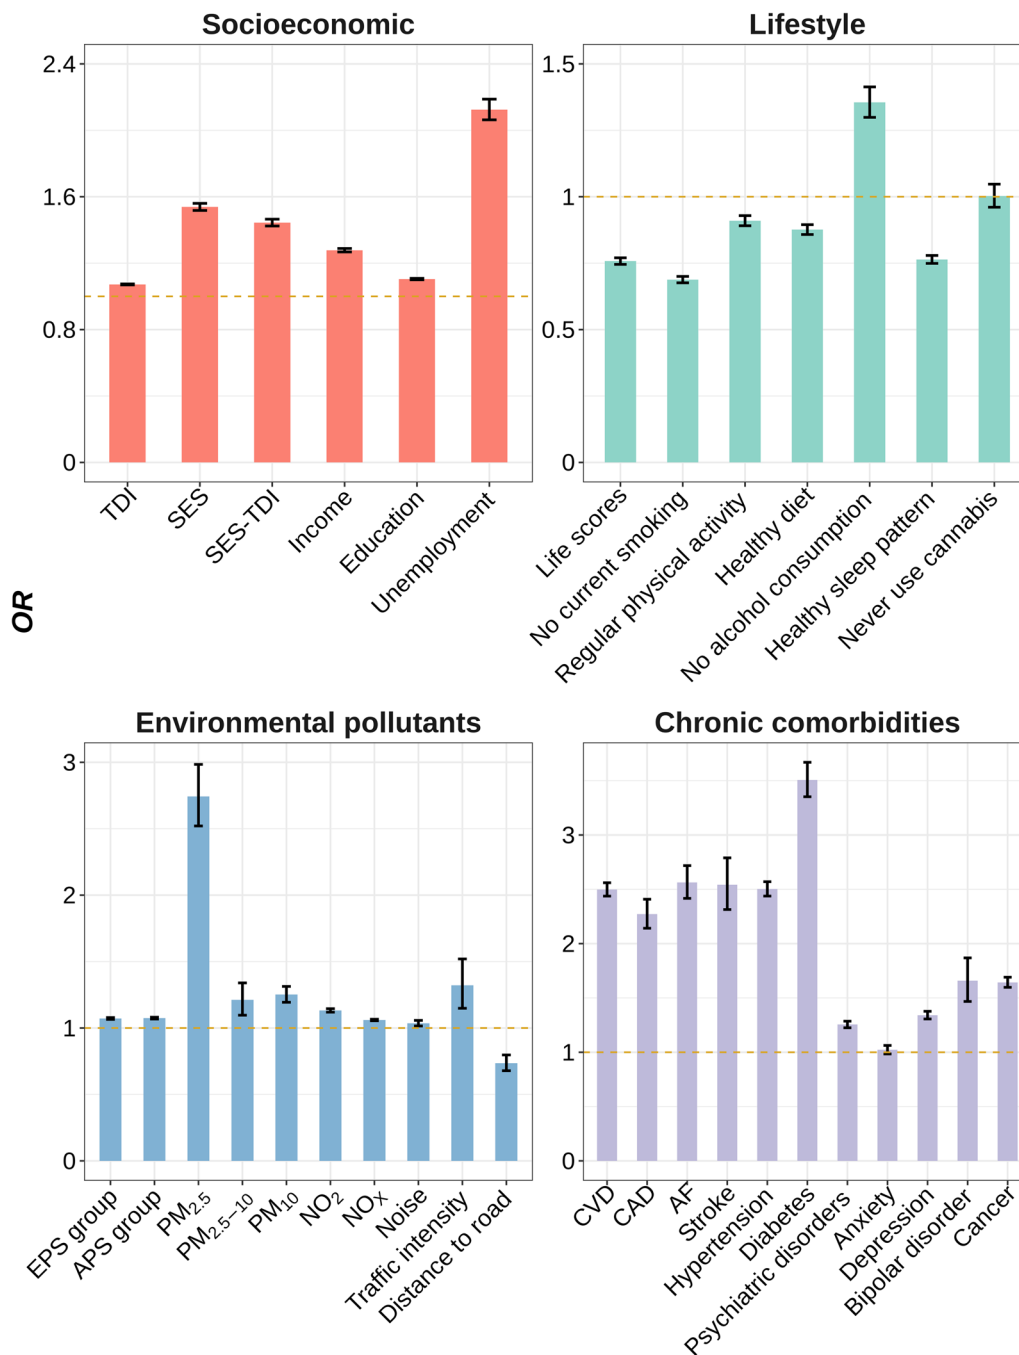 Socioeconomic
2.4
1.6
0.8
0
TDI
SES
SES-TDI
Income
Education
Unemployment
Lifestyle
1.5
1
0.5
0
Life scores
No current smoking
Regular physical activity
Healthy diet
No alcohol consumption
Healthy sleep pattern
Never use cannabis
OR
Environmental pollutants
3
2
1
0
EPS group
APS group
PM₂.₅
PM₂.₅₋₁₀
PM₁₀
NO₂
NOₓ
Noise
Traffic intensity
Distance to road
Chronic comorbidities
3
2
1
0
CVD
CAD
AF
Stroke
Hypertension
Diabetes
Psychiatric disorders
Anxiety
Depression
Bipolar disorder
Cancer